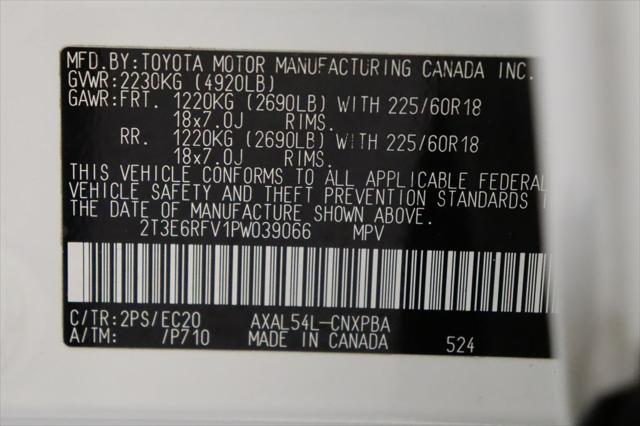 MFD.BY:TOYOTA MOTOR MANUFACTURING CANADA INC.
GVWR:2230KG (4920LB)
GAWR:FRT. 1220KG (2690LB) WITH 225/60R18
18x7.0J RIMS.
RR. 1220KG (2690LB) WITH 225/60R18
18x7.0J RIMS.
THIS VEHICLE CONFORMS TO ALL APPLICABLE FEDERAL
VEHICLE SAFETY AND THEFT PREVENTION STANDARDS
THE DATE OF MANUFACTURE SHOWN ABOVE.
2T3E6RFV1PW039066 MPV
C/TR:2PS/EC20 AXAL54L-CNXPBA
A/TM: /P710 MADE IN CANADA 524